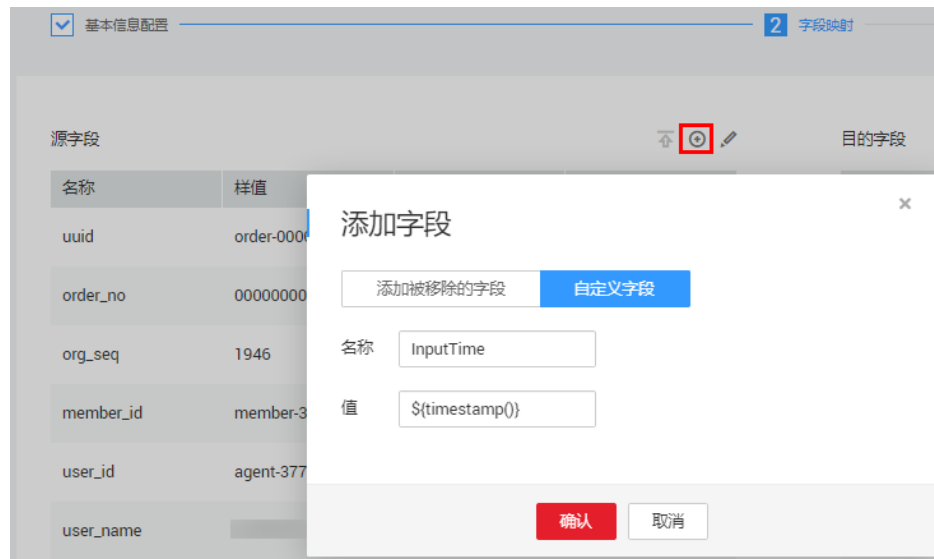 基本信息配置
2 字段映射
源字段
目的字段
名称 样值
uuid order-000
order_no 00000000
org_seq 1946
member_id member-3
user_id agent-377
user_name
添加字段
添加被移除的字段 自定义字段
名称 InputTime
值 ${timestamp()}
确认 取消